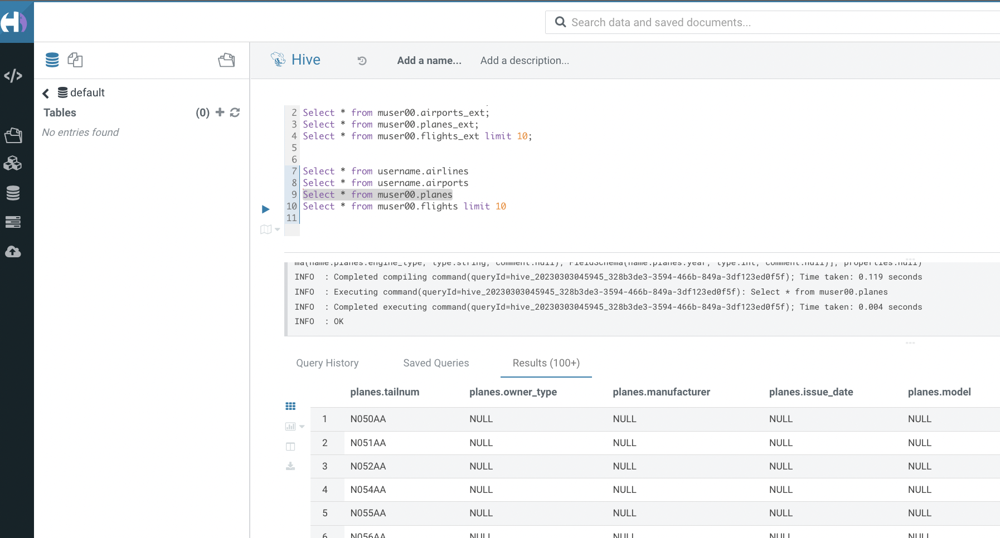 Search data and saved documents...
Hive
Add a name...
Add a description...
default
Tables
(0)
No entries found
2 Select * from muser00.airports_ext;
3 Select * from muser00.planes_ext;
4 Select * from muser00.flights_ext limit 10;
5
6
7 Select * from username.airlines
8 Select * from username.airports
9 Select * from muser00.planes
10 Select * from muser00.flights limit 10
11
ma(name:planes.engine_type, type:string, comment:null), FieldSchema(name:planes.year, type:int, comment:null)], properties:null)
INFO : Completed compiling command(queryId=hive_20230303045945_328b3de3-3594-466b-849a-3df123ed0f5f); Time taken: 0.119 seconds
INFO : Executing command(queryId=hive_20230303045945_328b3de3-3594-466b-849a-3df123ed0f5f): Select * from muser00.planes
INFO : Completed executing command(queryId=hive_20230303045945_328b3de3-3594-466b-849a-3df123ed0f5f); Time taken: 0.004 seconds
INFO : OK
Query History Saved Queries Results (100+)
planes.tailnum planes.owner_type planes.manufacturer planes.issue_date planes.model
1 N050AA NULL NULL NULL NULL
2 N051AA NULL NULL NULL NULL
3 N052AA NULL NULL NULL NULL
4 N054AA NULL NULL NULL NULL
5 N055AA NULL NULL NULL NULL
6 N056AA NULL NULL NULL NULL